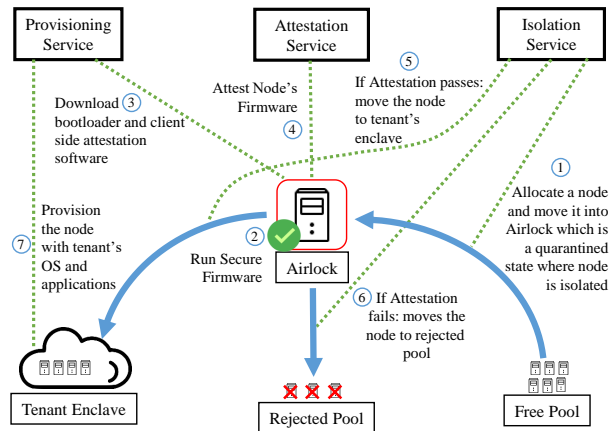 Provisioning
Service
Attestation
Service
Isolation
Service
5
If Attestation passes:
move the node
to tenant's
enclave
Download 3
bootloader and client
side attestation
software
Attest Node's
Firmware
4
1
Allocate a node
and move it into
Airlock which is
a quarantined
state where node
is isolated
7
Provision
the node
with tenant's
OS and
applications
2
Run Secure
Firmware
Airlock
6 If Attestation
fails: moves the
node to rejected
pool
Tenant Enclave
Rejected Pool
Free Pool